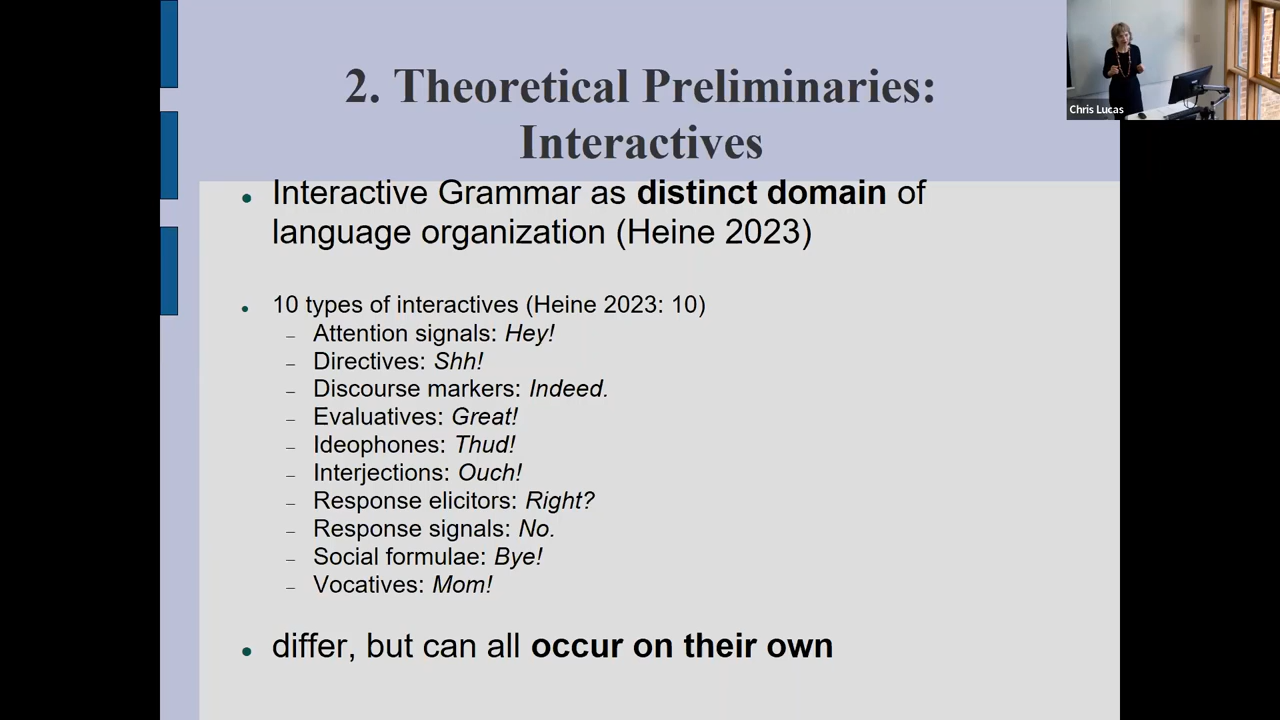 2. Theoretical Preliminaries:
Interactives
Chris Lucas
• Interactive Grammar as distinct domain of
language organization (Heine 2023)
• 10 types of interactives (Heine 2023: 10)
– Attention signals: Hey!
– Directives: Shh!
– Discourse markers: Indeed.
– Evaluatives: Great!
– Ideophones: Thud!
– Interjections: Ouch!
– Response elicitors: Right?
– Response signals: No.
– Social formulae: Bye!
– Vocatives: Mom!
• differ, but can all occur on their own